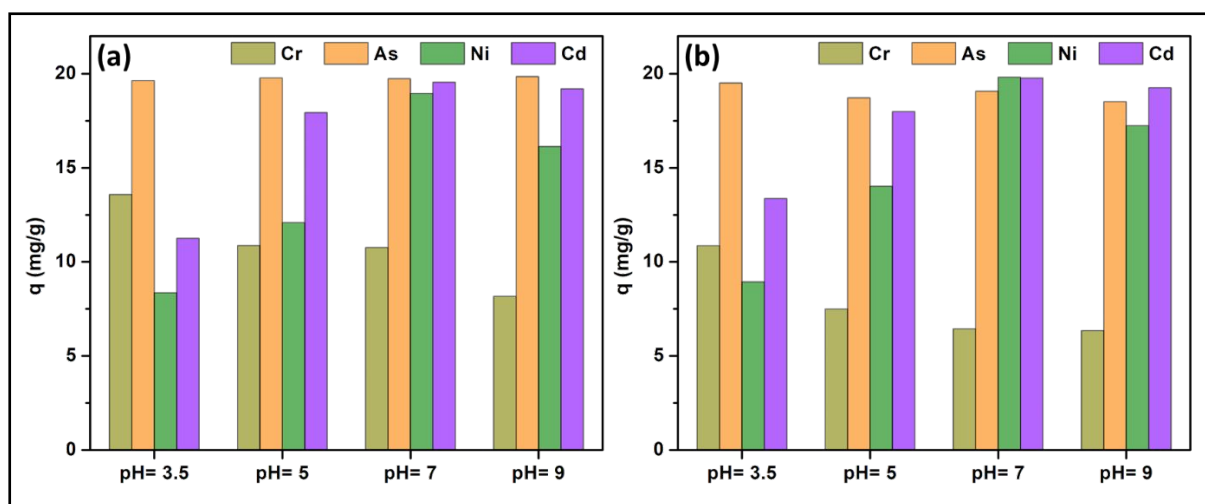 (a) Cr As Ni Cd
q (mg/g)
20
15
10
5
0
pH= 3.5 pH= 5 pH= 7 pH= 9
(b) Cr As Ni Cd
q (mg/g)
20
15
10
5
0
pH= 3.5 pH= 5 pH= 7 pH= 9